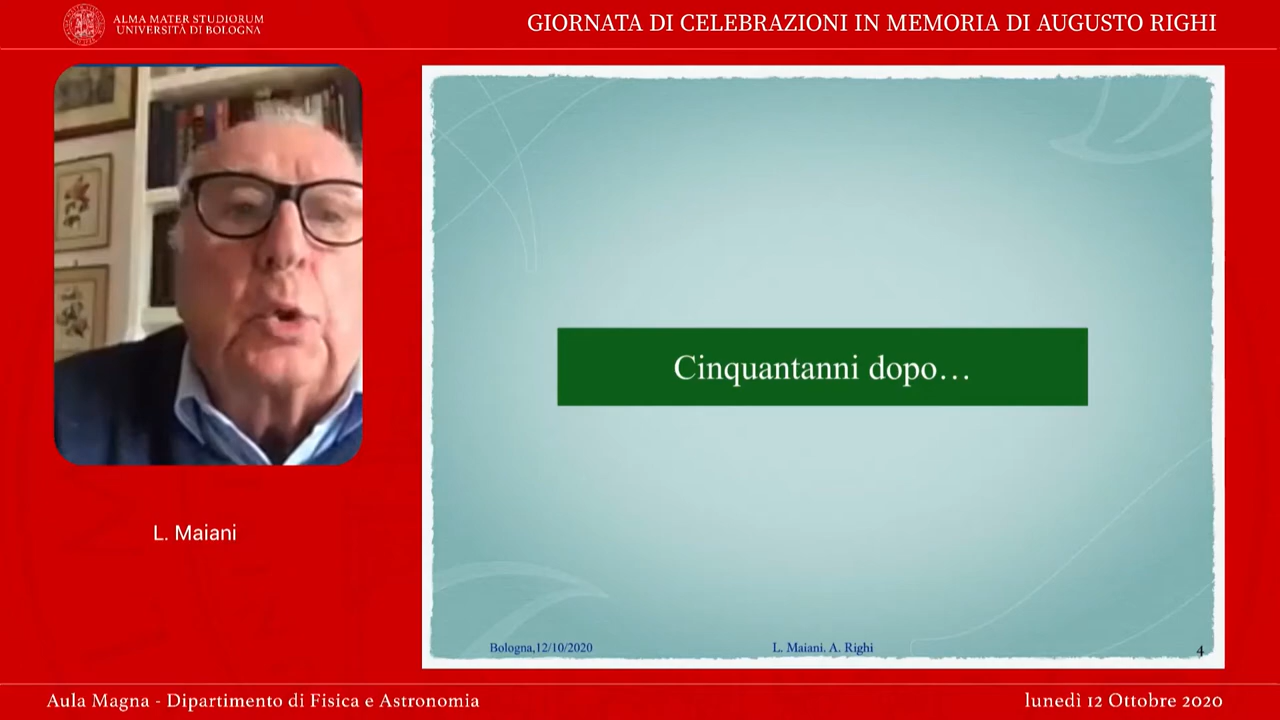 ALMA MATER STUDIORUM
UNIVERSITÀ DI BOLOGNA
GIORNATA DI CELEBRAZIONI IN MEMORIA DI AUGUSTO RIGHI
Cinquantanni dopo…
L. Maiani
Bologna,12/10/2020
L. Maiani. A. Righi
4
Aula Magna - Dipartimento di Fisica e Astronomia
lunedì 12 Ottobre 2020